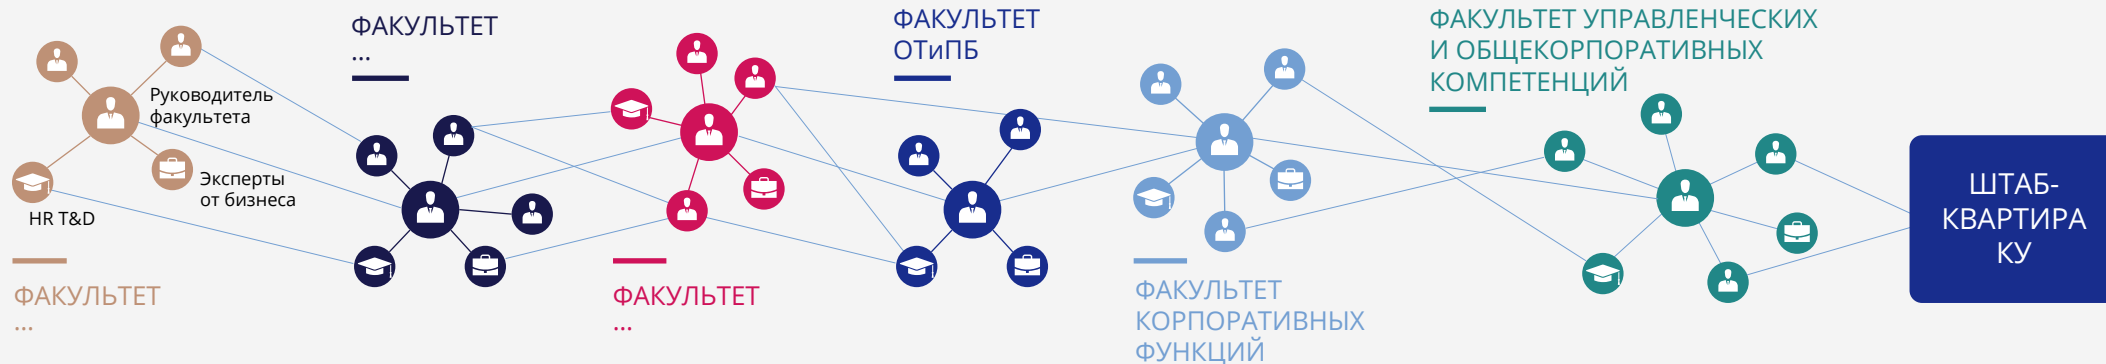 Руководитель
факультета
Эксперты
от бизнеса
HR T&D
ФАКУЛЬТЕТ
...
ФАКУЛЬТЕТ
...
ФАКУЛЬТЕТ
...
ФАКУЛЬТЕТ
ОТиПБ
ФАКУЛЬТЕТ
КОРПОРАТИВНЫХ
ФУНКЦИЙ
ФАКУЛЬТЕТ УПРАВЛЕНЧЕСКИХ
И ОБЩЕКОРПОРАТИВНЫХ
КОМПЕТЕНЦИЙ
ШТАБ-
КВАРТИРА
КУ